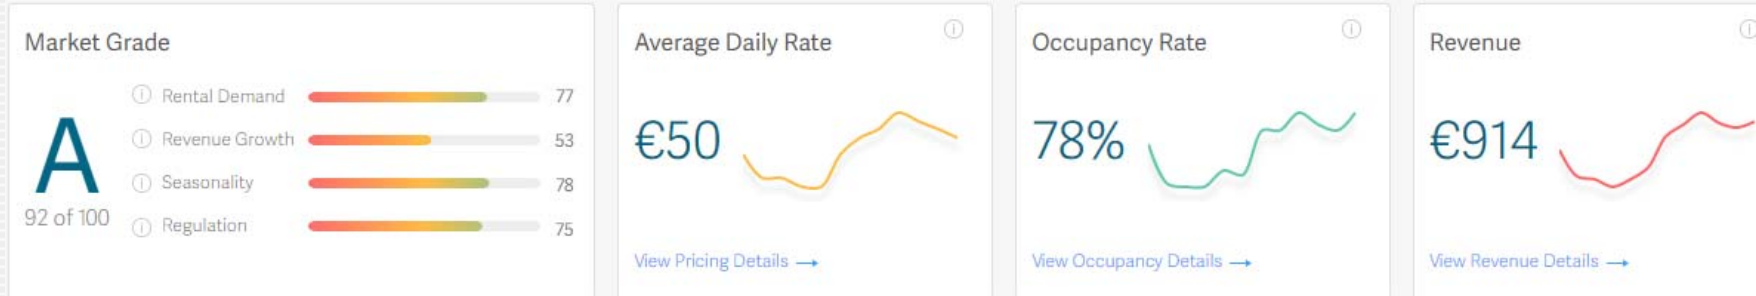 Market Grade
A
92 of 100
Rental Demand 77
Revenue Growth 53
Seasonality 78
Regulation 75
Average Daily Rate
€50
View Pricing Details →
Occupancy Rate
78%
View Occupancy Details →
Revenue
€914
View Revenue Details →